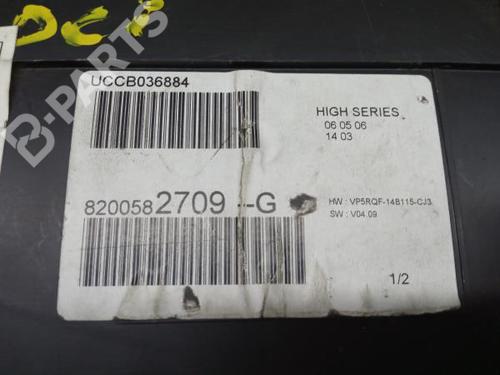 UCCB036884
HIGH SERIES
06 05 06
14 03
8200582709--G
HW : VP5RQF-14B115-CJ3
SW : V04.09
1/2
B-PARTS